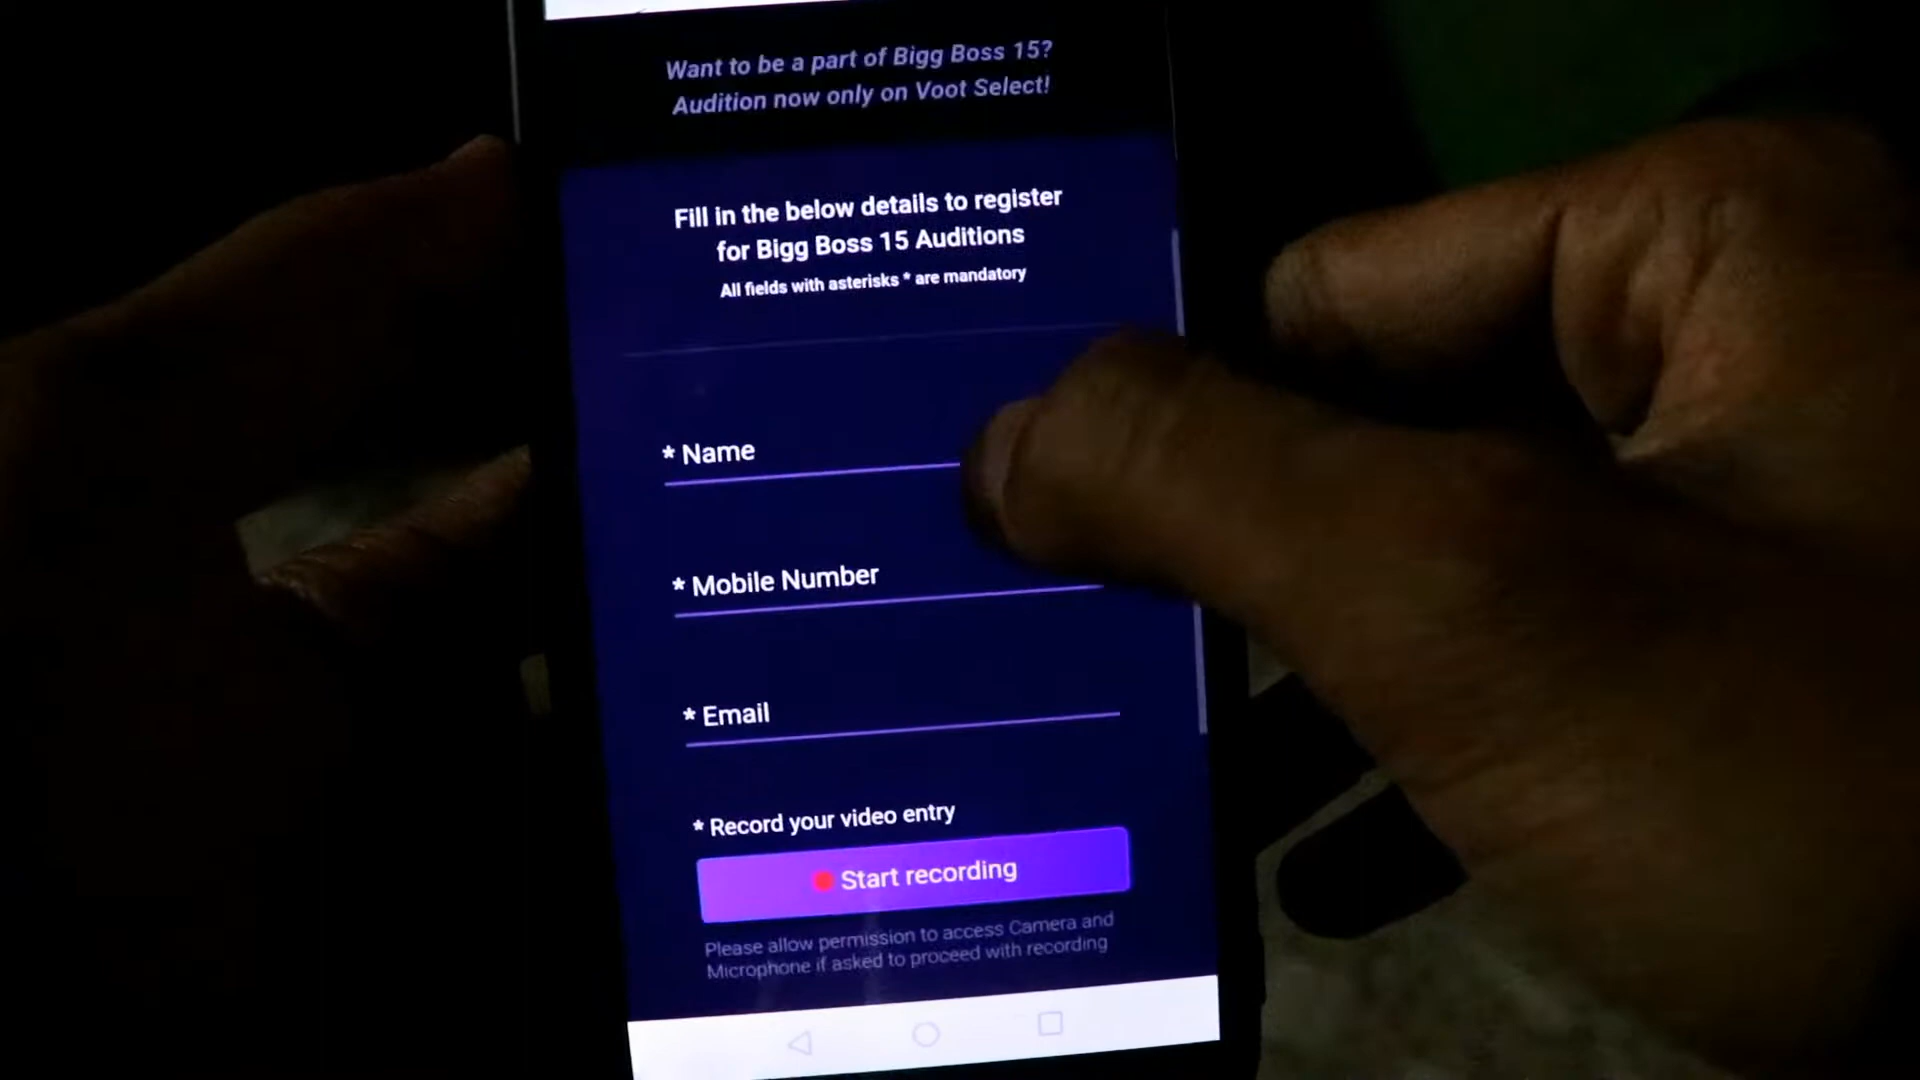 Want to be a part of Bigg Boss 15?
Audition now only on Voot Select!
Fill in the below details to register
for Bigg Boss 15 Auditions
All fields with asterisks * are mandatory
* Name
* Mobile Number
* Email
* Record your video entry
Start recording
Please allow permission to access Camera and
Microphone if asked to proceed with recording